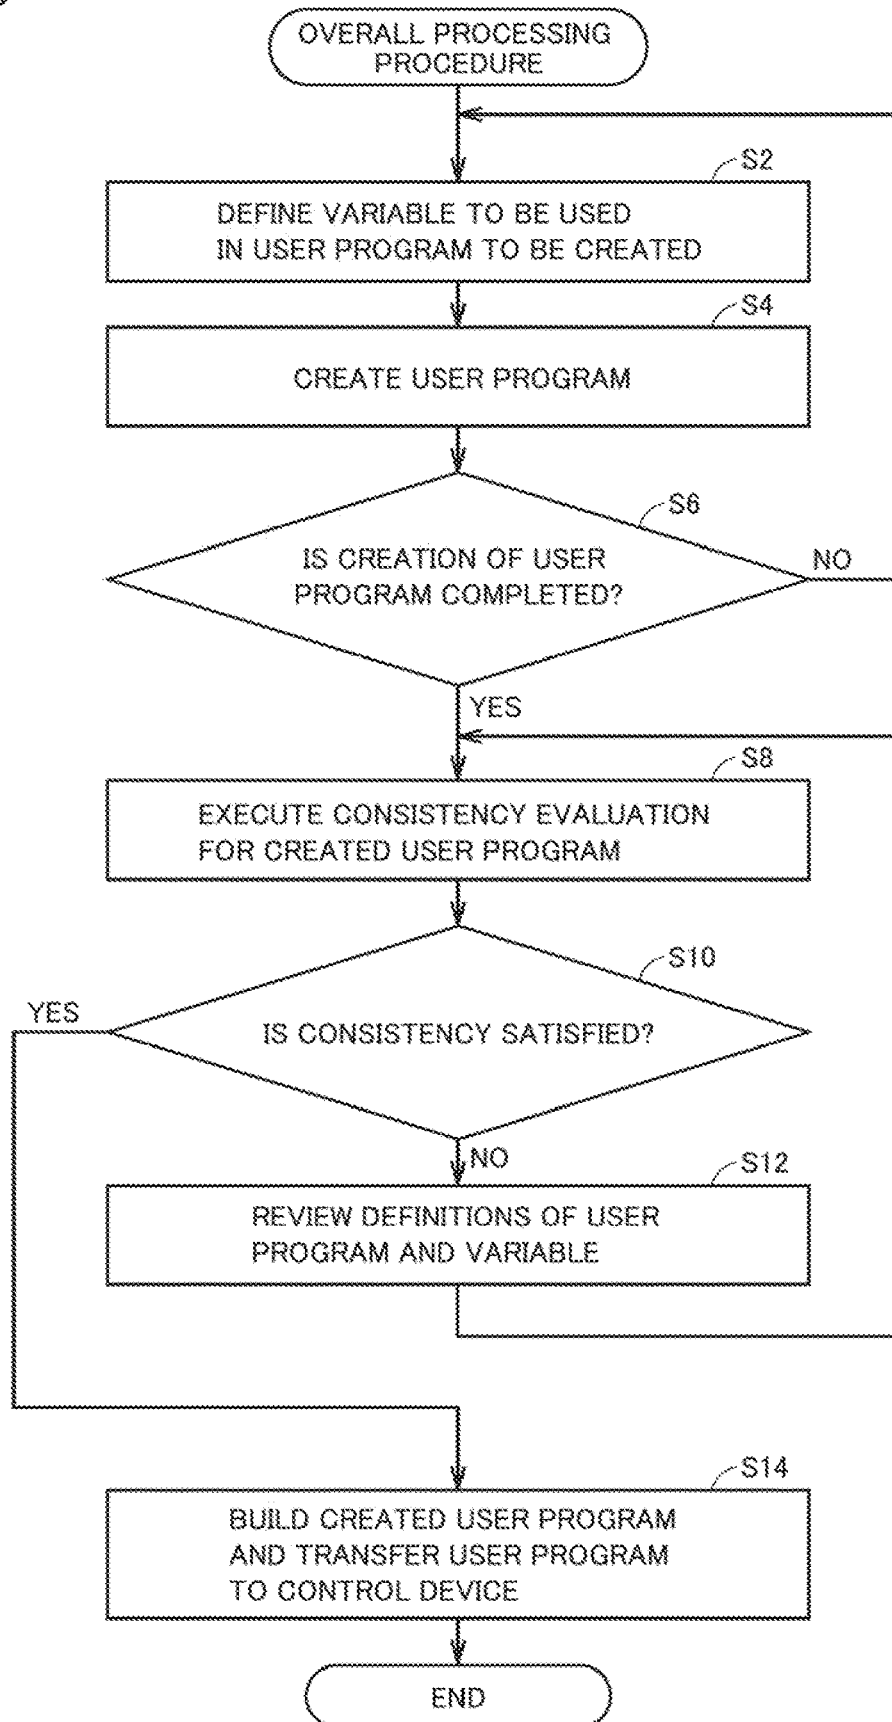 OVERALL PROCESSING
PROCEDURE
S2
DEFINE VARIABLE TO BE USED
IN USER PROGRAM TO BE CREATED
S4
CREATE USER PROGRAM
S6
IS CREATION OF USER
PROGRAM COMPLETED?
NO
YES
S8
EXECUTE CONSISTENCY EVALUATION
FOR CREATED USER PROGRAM
S10
YES
IS CONSISTENCY SATISFIED?
NO
S12
REVIEW DEFINITIONS OF USER
PROGRAM AND VARIABLE
S14
BUILD CREATED USER PROGRAM
AND TRANSFER USER PROGRAM
TO CONTROL DEVICE
END